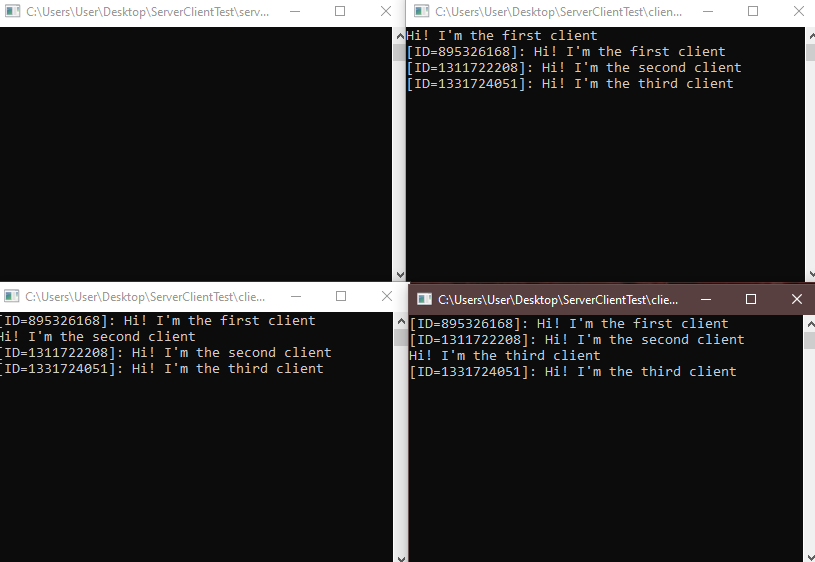 C:\Users\User\Desktop\ServerClientTest\serv...
C:\Users\User\Desktop\ServerClientTest\clien...
Hi! I'm the first client
[ID=895326168]: Hi! I'm the first client
[ID=1311722208]: Hi! I'm the second client
[ID=1331724051]: Hi! I'm the third client
C:\Users\User\Desktop\ServerClientTest\clie...
[ID=895326168]: Hi! I'm the first client
Hi! I'm the second client
[ID=1311722208]: Hi! I'm the second client
[ID=1331724051]: Hi! I'm the third client
C:\Users\User\Desktop\ServerClientTest\clie...
[ID=895326168]: Hi! I'm the first client
[ID=1311722208]: Hi! I'm the second client
Hi! I'm the third client
[ID=1331724051]: Hi! I'm the third client